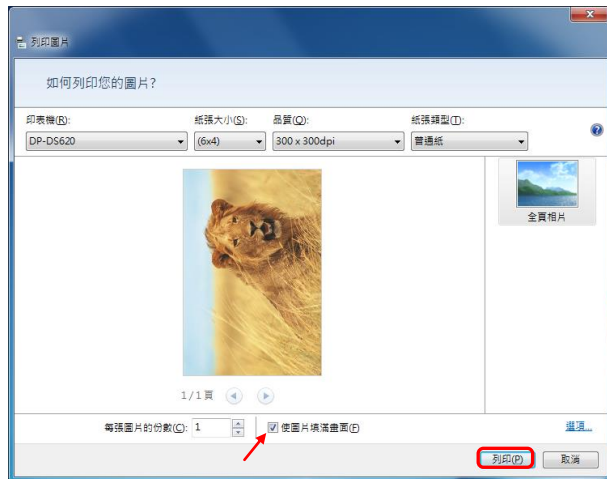 列印圖片
如何列印您的圖片?
印表機(R): 紙張大小(S): 品質(Q): 紙張類型(T):
DP-DS620 (6x4) 300 x 300dpi 普通紙
全頁相片
1/1 頁
每張圖片的份數(C): 1 使圖片填滿畫面(F) 選項...
列印(P) 取消